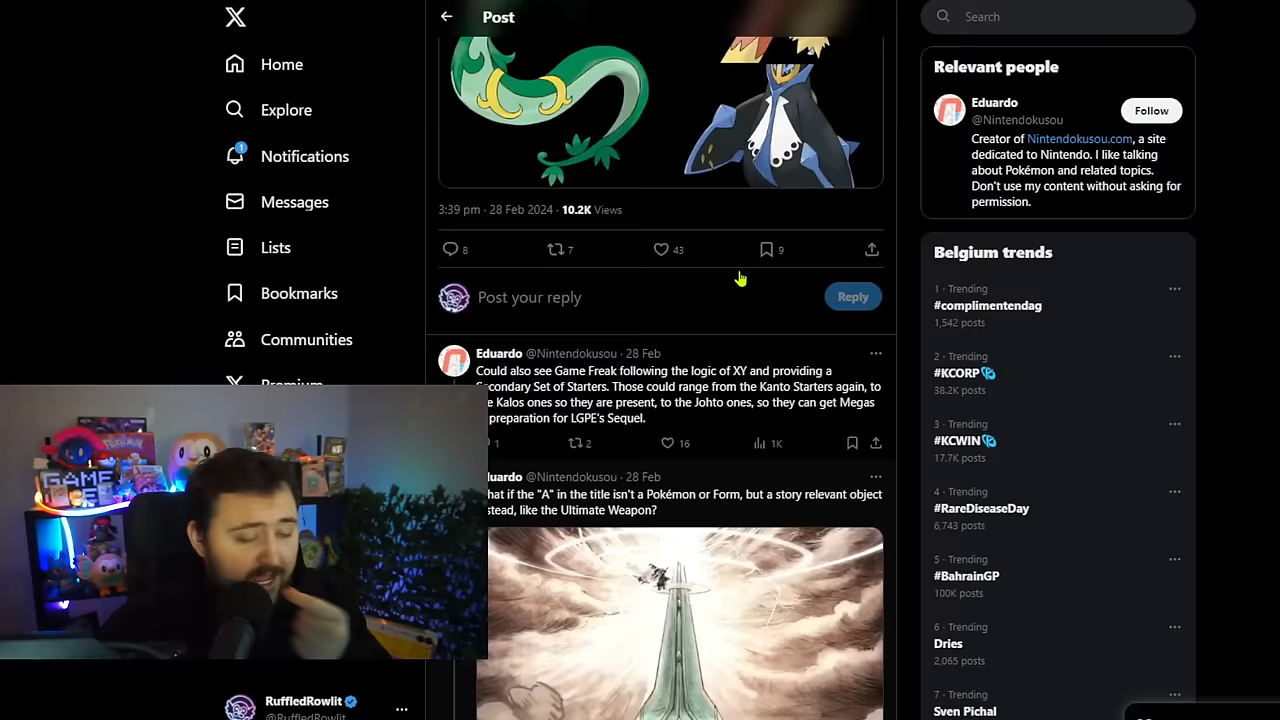 Home
Explore
1
Notifications
Messages
Lists
Bookmarks
Communities
Premium
RuffledRowlit
@RuffledRowlit
GAME
Post
3:39 pm · 28 Feb 2024 · 10.2K Views
8
7
43
9
Post your reply
Reply
Eduardo @Nintendokusou · 28 Feb
Could also see Game Freak following the logic of XY and providing a
Secondary Set of Starters. Those could range from the Kanto Starters again, to
e Kalos ones so they are present, to the Johto ones, so they can get Megas
preparation for LGPE's Sequel.
1
2
16
1K
uardo @Nintendokusou · 28 Feb
hat if the "A" in the title isn't a Pokémon or Form, but a story relevant object
stead, like the Ultimate Weapon?
Search
Relevant people
Eduardo
@Nintendokusou
Follow
Creator of Nintendokusou.com, a site
dedicated to Nintendo. I like talking
about Pokémon and related topics.
Don't use my content without asking for
permission.
Belgium trends
1 · Trending
#complimentendag
1,542 posts
2 · Trending
#KCORP
38.2K posts
3 · Trending
#KCWIN
17.7K posts
4 · Trending
#RareDiseaseDay
6,743 posts
5 · Trending
#BahrainGP
100K posts
6 · Trending
Dries
2,065 posts
7 · Trending
Sven Pichal